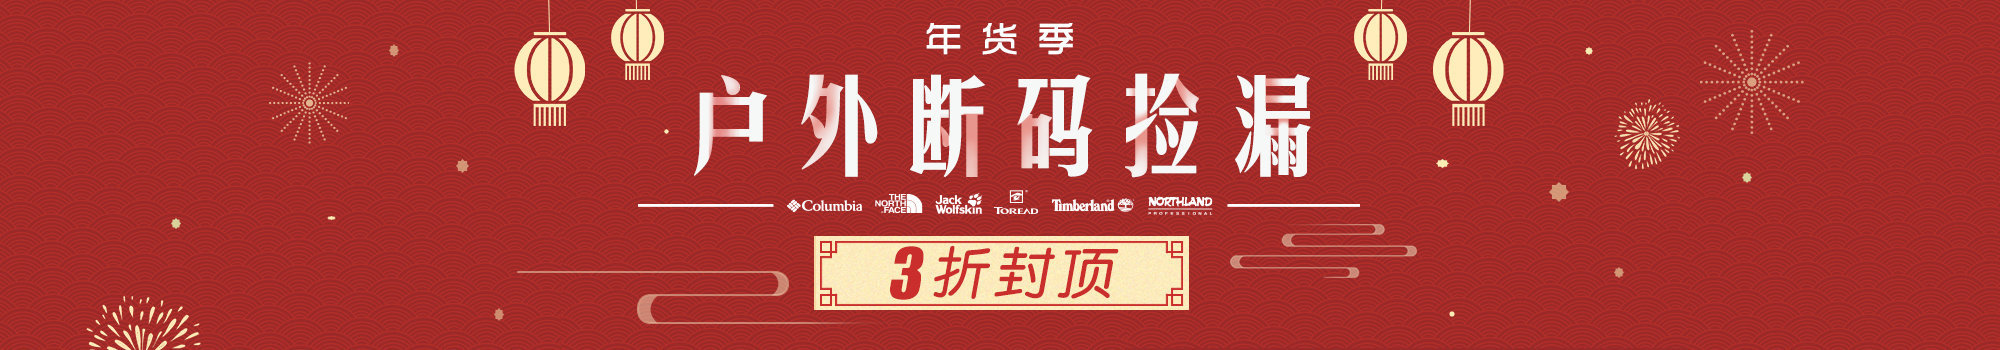 年货季
户外断码捡漏
Columbia THE NORTH FACE Jack Wolfskin TOREAD Timberland NORTHLAND PROFESSIONAL
3折封顶